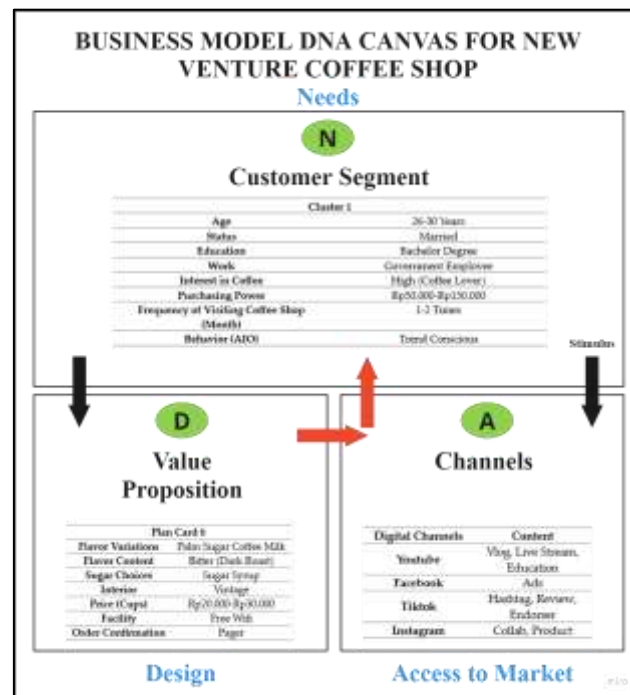 BUSINESS MODEL DNA CANVAS FOR NEW
VENTURE COFFEE SHOP
Needs
N
Customer Segment
Cluster 1
Age 26-30 Years
Status Married
Education Bachelor Degree
Work Government Employee
Interest in Coffee High (Coffee Lover)
Purchasing Power Rp50.000-Rp150.000
Frequency of Visiting Coffee Shop
(Month) 1-2 Times
Behavior (AIO) Trend Conscious
Stimulus
D
Value
Proposition
Plan Card 6
Flavor Variations Palm Sugar Coffee Milk
Flavor Content Bitter (Dark Roast)
Sugar Choices Sugar Syrup
Interior Vintage
Price (Cups) Rp20.000-Rp30.000
Facility Free Wifi
Order Confirmation Pager
A
Channels
Digital Channels Content
Youtube Vlog, Live Stream,
Education
Facebook Ads
Tiktok Hashtag, Review,
Endorser
Instagram Collab, Product
Design
Access to Market
miro